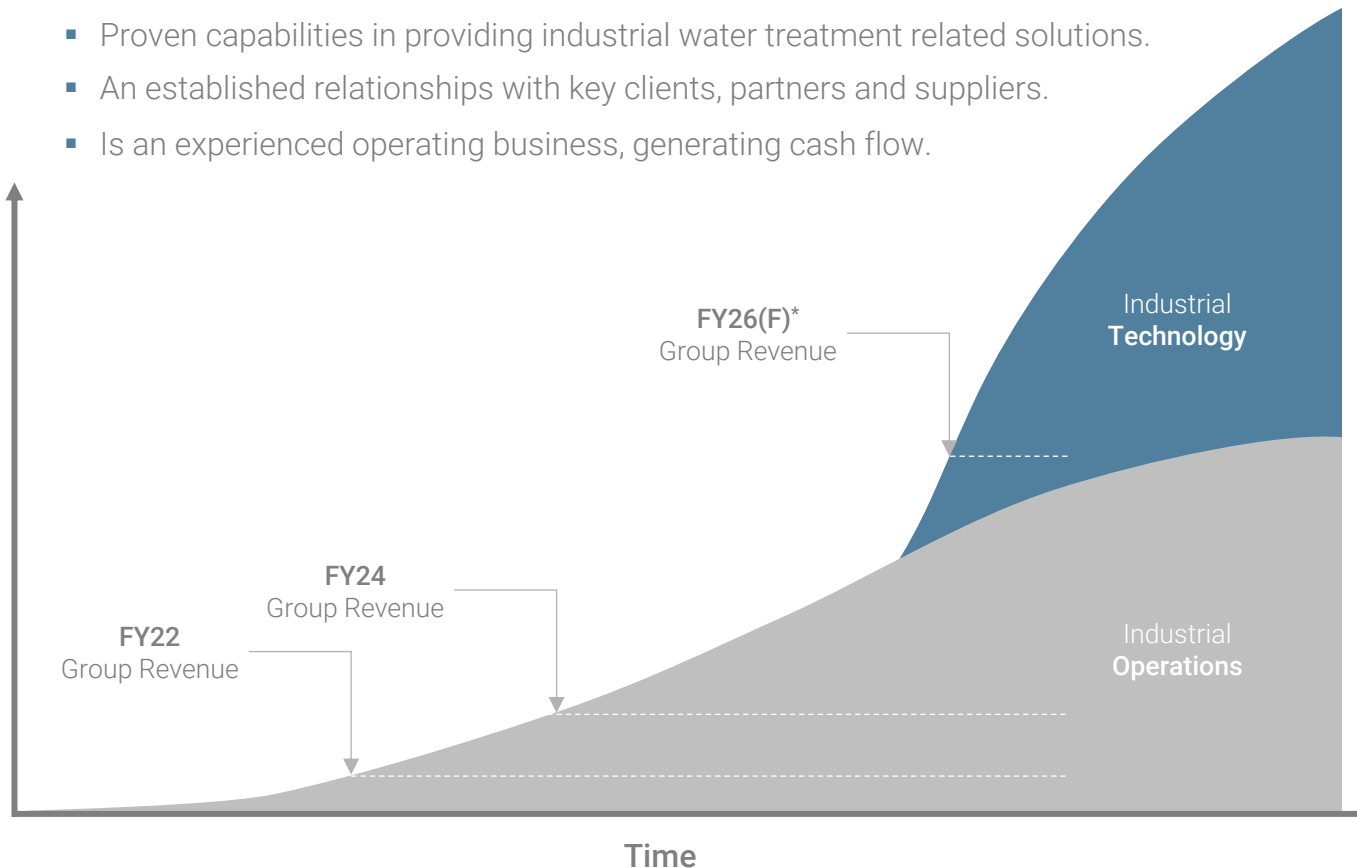 ▪ Proven capabilities in providing industrial water treatment related solutions.
▪ An established relationships with key clients, partners and suppliers.
▪ Is an experienced operating business, generating cash flow.
FY26(F)*
Group Revenue
Industrial
Technology
FY24
Group Revenue
FY22
Group Revenue
Industrial
Operations
Time